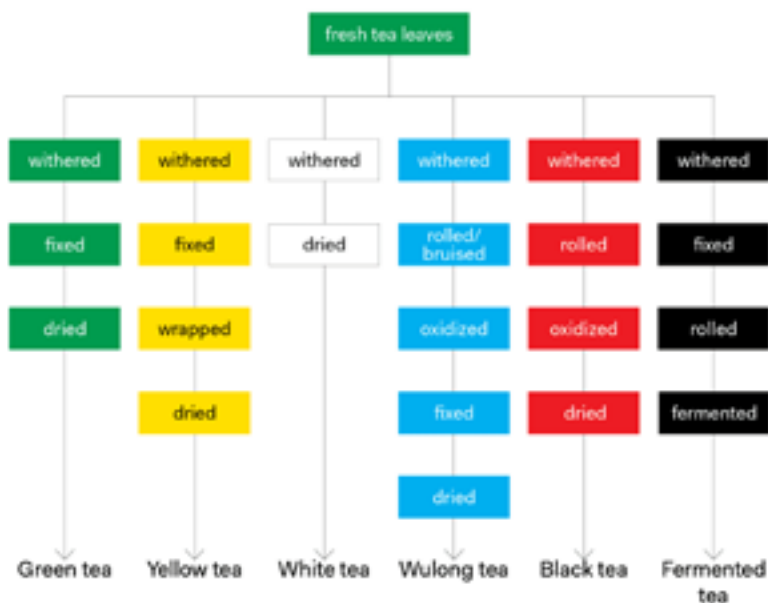 fresh tea leaves
withered
withered
withered
withered
withered
withered
fixed
fixed
dried
rolled/
bruised
rolled
fixed
dried
wrapped
oxidized
oxidized
rolled
dried
fixed
dried
fermented
dried
Green tea
Yellow tea
White tea
Wulong tea
Black tea
Fermented
tea